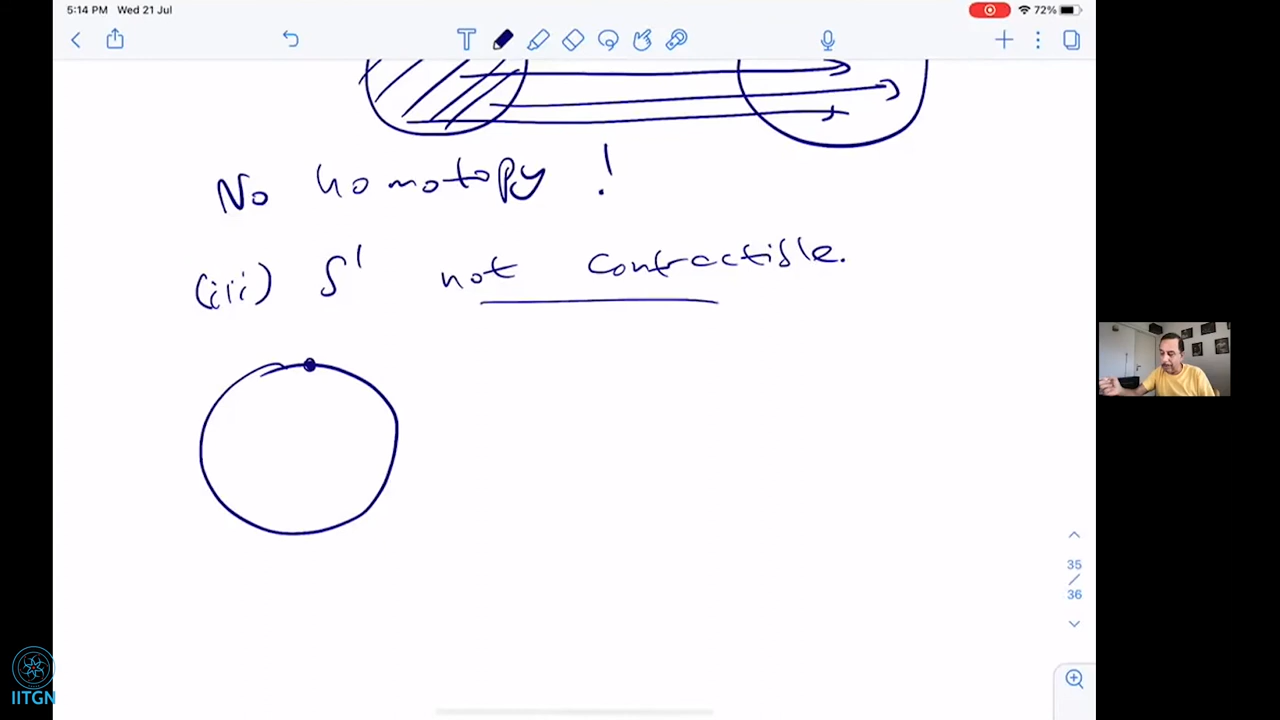 5:14 PM Wed 21 Jul 72%
No homotopy !
(iii) S¹ not contractible.
35
/
36
IITGN